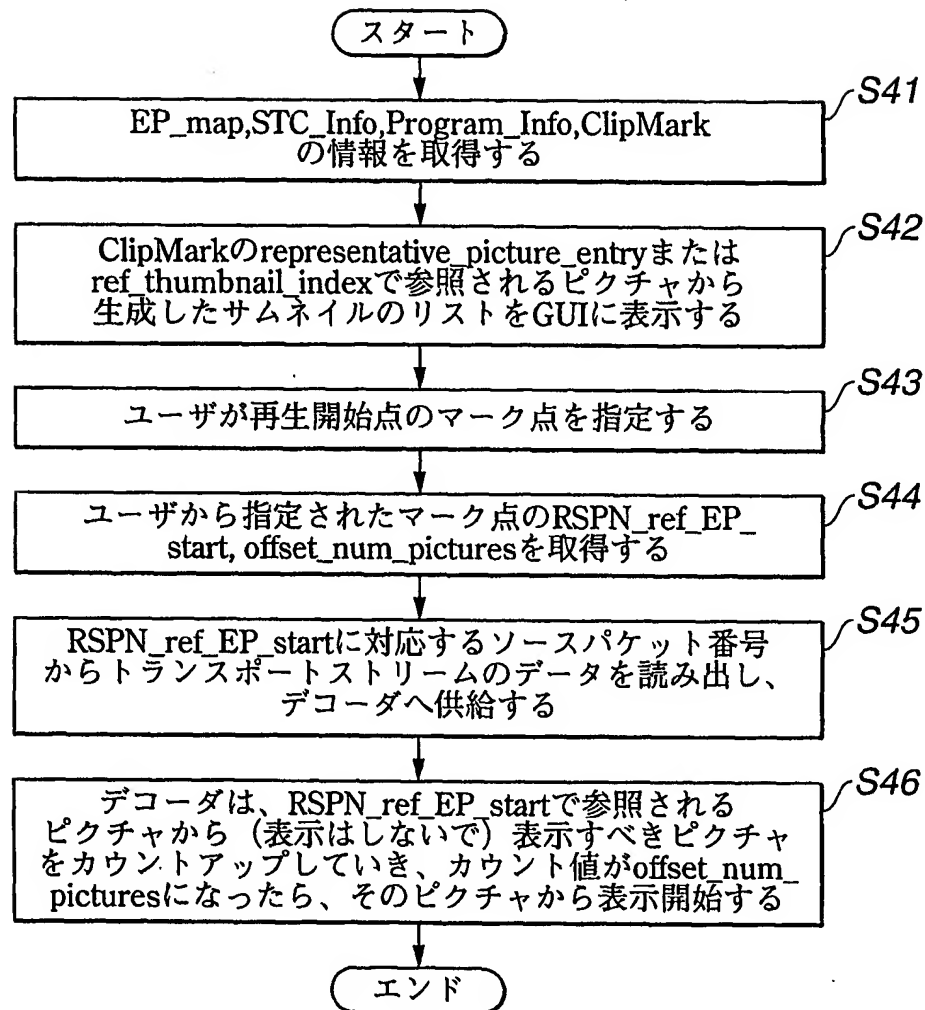 スタート
S41
EP_map,STC_Info,Program_Info,ClipMark
の情報を取得する
S42
ClipMarkのrepresentative_picture_entryまたは
ref_thumbnail_indexで参照されるピクチャから
生成したサムネイルのリストをGUIに表示する
S43
ユーザが再生開始点のマーク点を指定する
S44
ユーザから指定されたマーク点のRSPN_ref_EP_
start, offset_num_picturesを取得する
S45
RSPN_ref_EP_startに対応するソースパケット番号
からトランスポートストリームのデータを読み出し、
デコーダへ供給する
S46
デコーダは、RSPN_ref_EP_startで参照される
ピクチャから（表示はしないで）表示すべきピクチャ
をカウントアップしていき、カウント値がoffset_num_
picturesになったら、そのピクチャから表示開始する
エンド